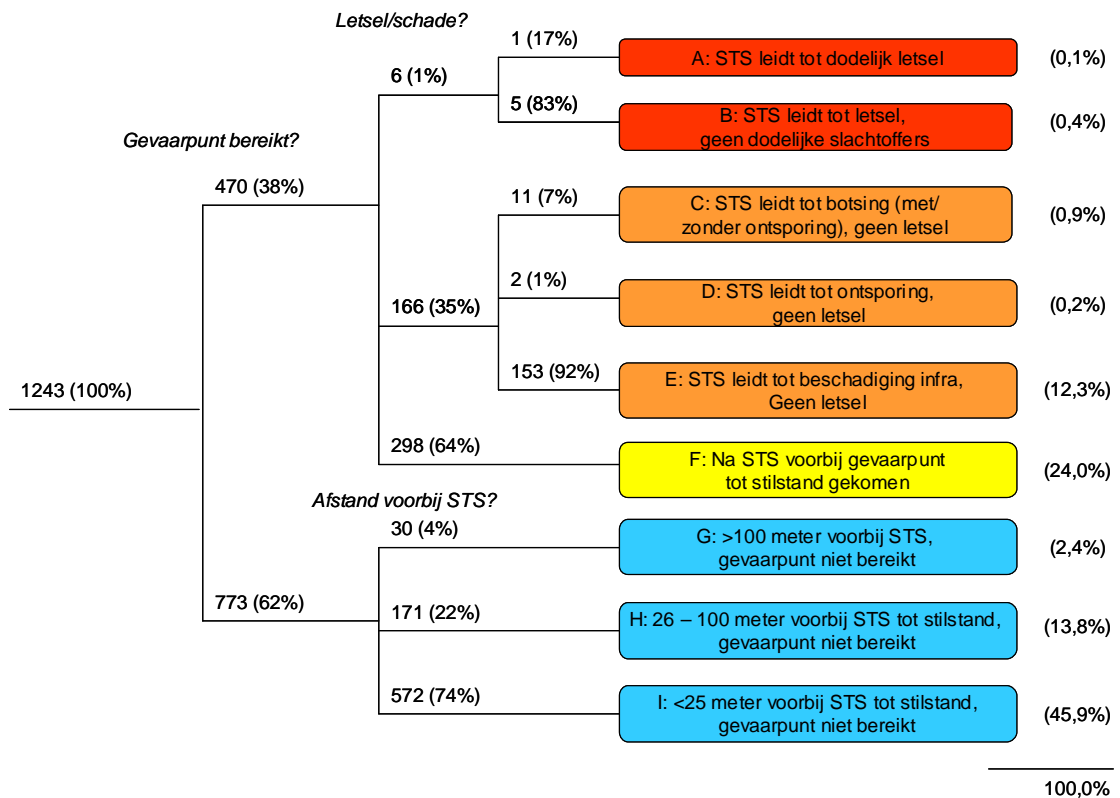 Letsel/schade?
1 (17%)
A: STS leidt tot dodelijk letsel
(0,1%)
6 (1%)
5 (83%)
B: STS leidt tot letsel,
geen dodelijke slachtoffers
(0,4%)
Gevaarpunt bereikt?
470 (38%)
11 (7%)
C: STS leidt tot botsing (met/
zonder ontsporing), geen letsel
(0,9%)
166 (35%)
2 (1%)
D: STS leidt tot ontsporing,
geen letsel
(0,2%)
153 (92%)
E: STS leidt tot beschadiging infra,
Geen letsel
(12,3%)
1243 (100%)
298 (64%)
F: Na STS voorbij gevaarpunt
tot stilstand gekomen
(24,0%)
Afstand voorbij STS?
30 (4%)
G: >100 meter voorbij STS,
gevaarpunt niet bereikt
(2,4%)
773 (62%)
171 (22%)
H: 26 – 100 meter voorbij STS tot stilstand,
gevaarpunt niet bereikt
(13,8%)
572 (74%)
I: <25 meter voorbij STS tot stilstand,
gevaarpunt niet bereikt
(45,9%)
100,0%